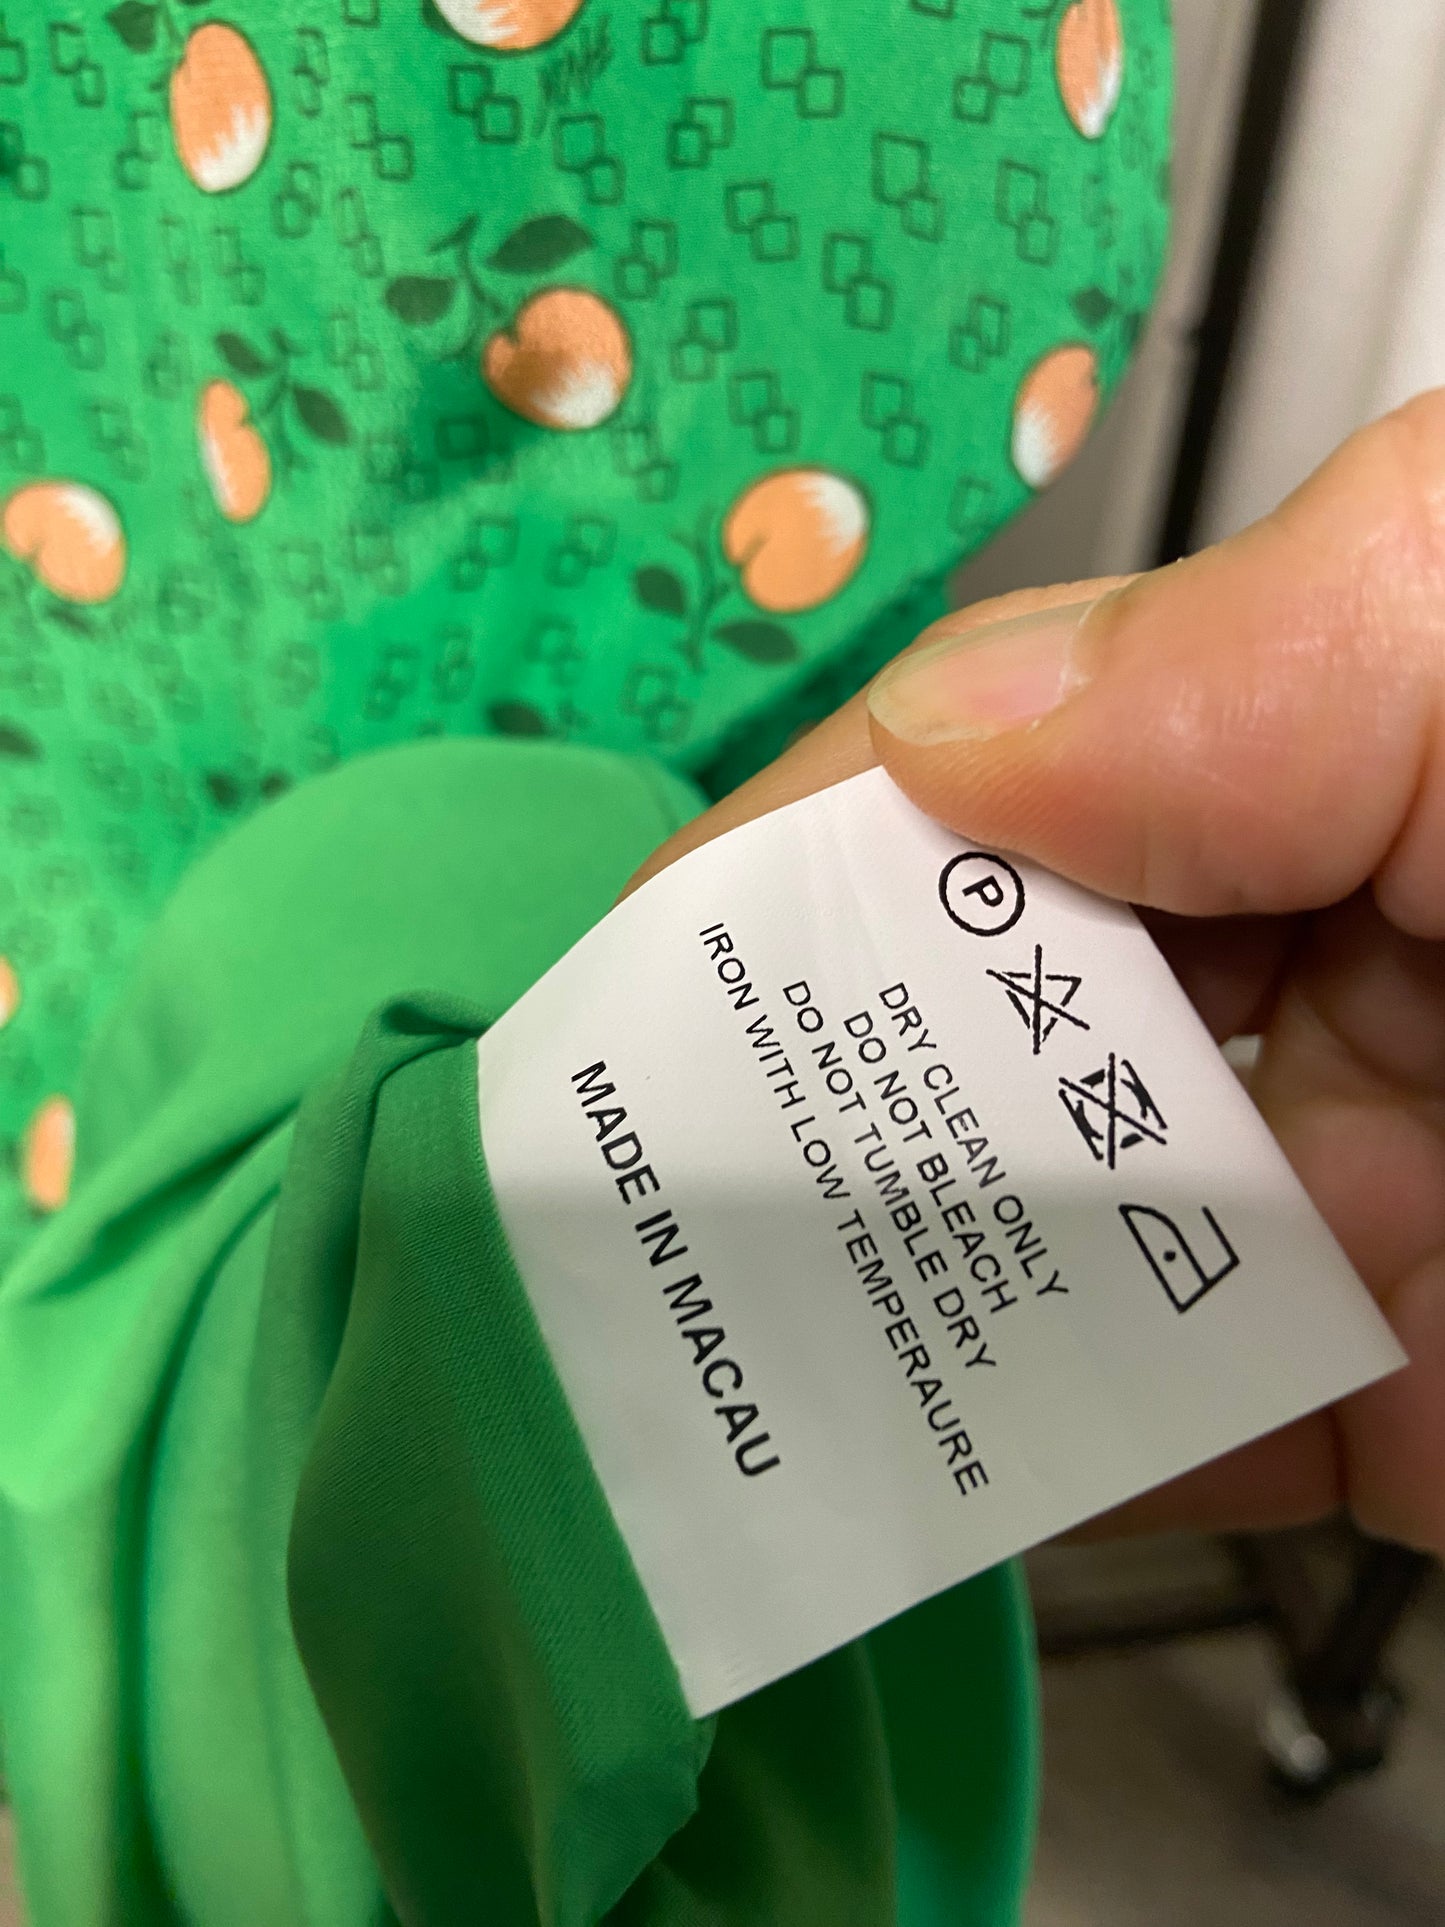 P
DRY CLEAN ONLY
DO NOT BLEACH
DO NOT TUMBLE DRY
IRON WITH LOW TEMPERAURE
MADE IN MACAU